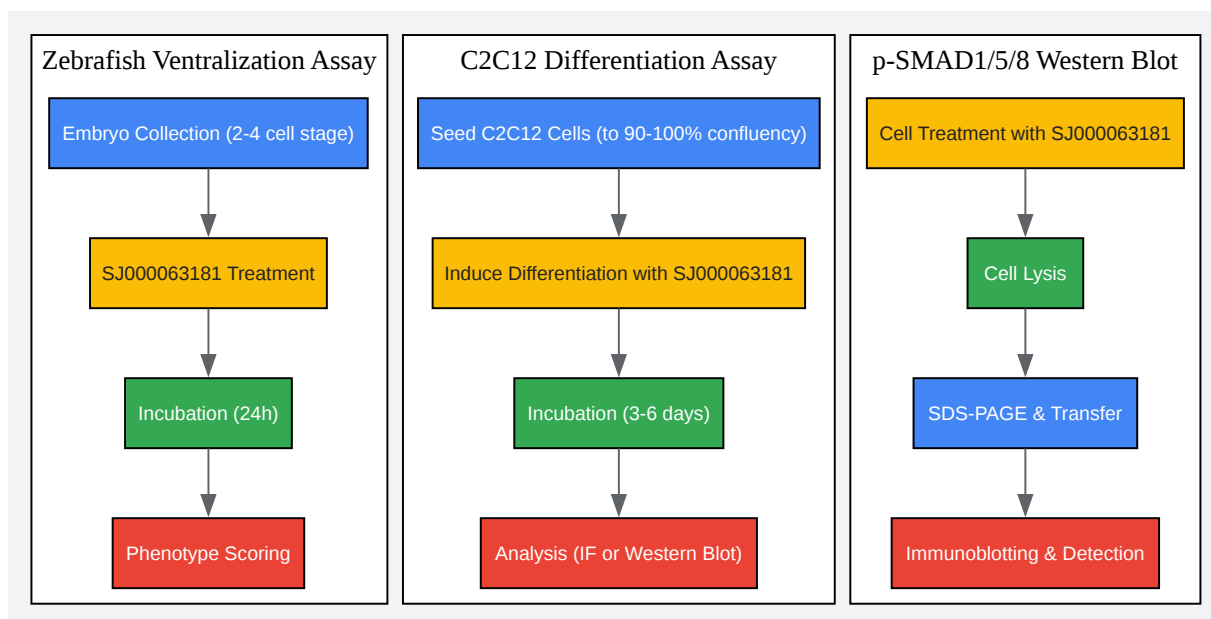 Zebrafish Ventralization Assay
Embryo Collection (2-4 cell stage)
SJ000063181 Treatment
Incubation (24h)
Phenotype Scoring
C2C12 Differentiation Assay
Seed C2C12 Cells (to 90-100% confluency)
Induce Differentiation with SJ000063181
Incubation (3-6 days)
Analysis (IF or Western Blot)
p-SMAD1/5/8 Western Blot
Cell Treatment with SJ000063181
Cell Lysis
SDS-PAGE & Transfer
Immunoblotting & Detection